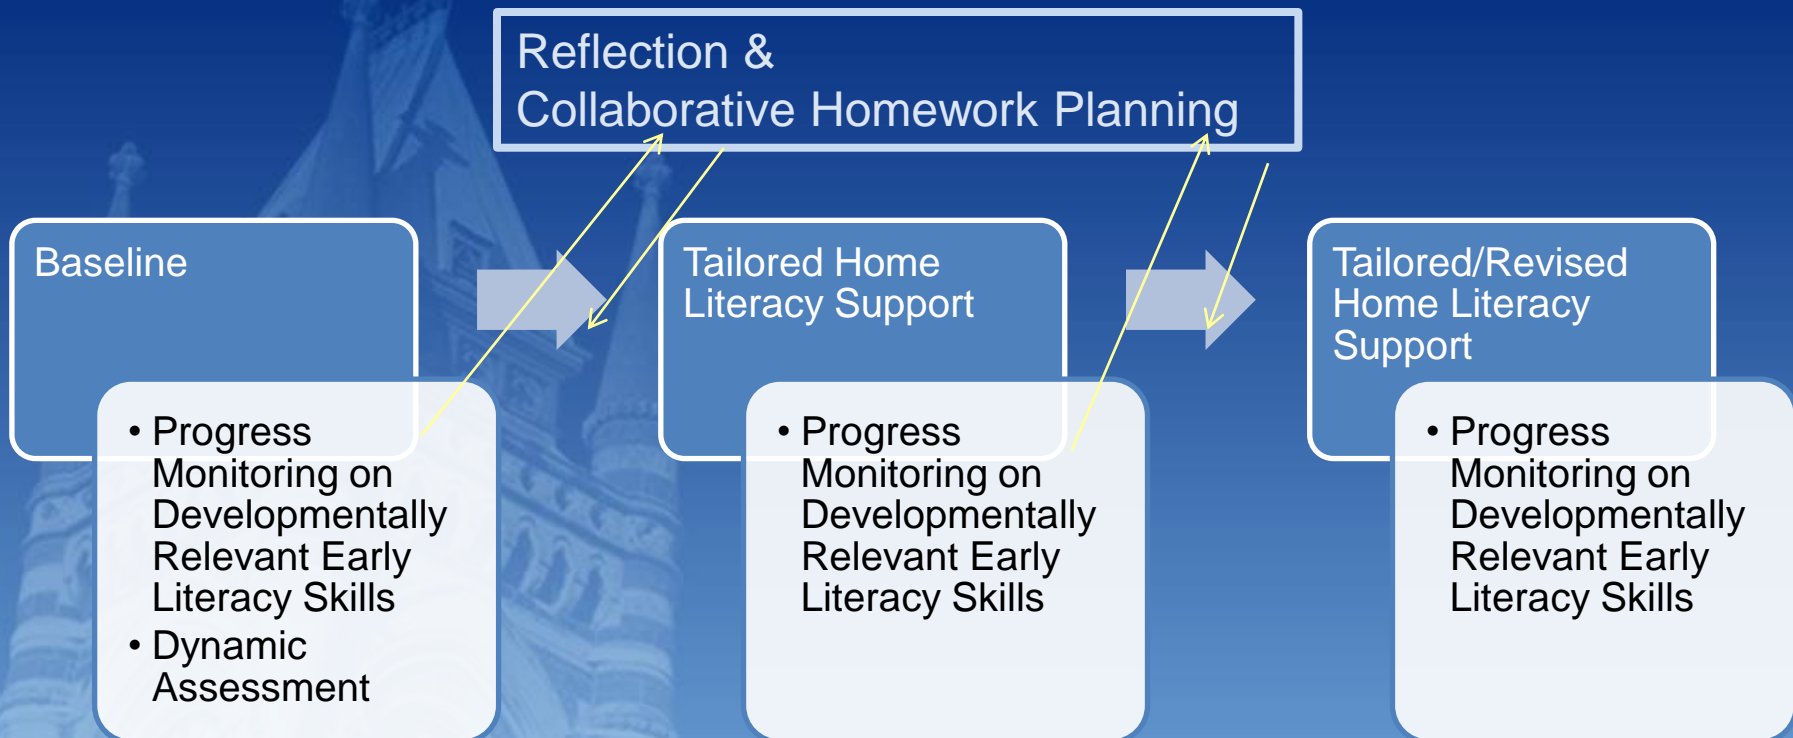 Reflection &
Collaborative Homework Planning
Baseline
• Progress
Monitoring on
Developmentally
Relevant Early
Literacy Skills
• Dynamic
Assessment
Tailored Home
Literacy Support
• Progress
Monitoring on
Developmentally
Relevant Early
Literacy Skills
Tailored/Revised
Home Literacy
Support
• Progress
Monitoring on
Developmentally
Relevant Early
Literacy Skills